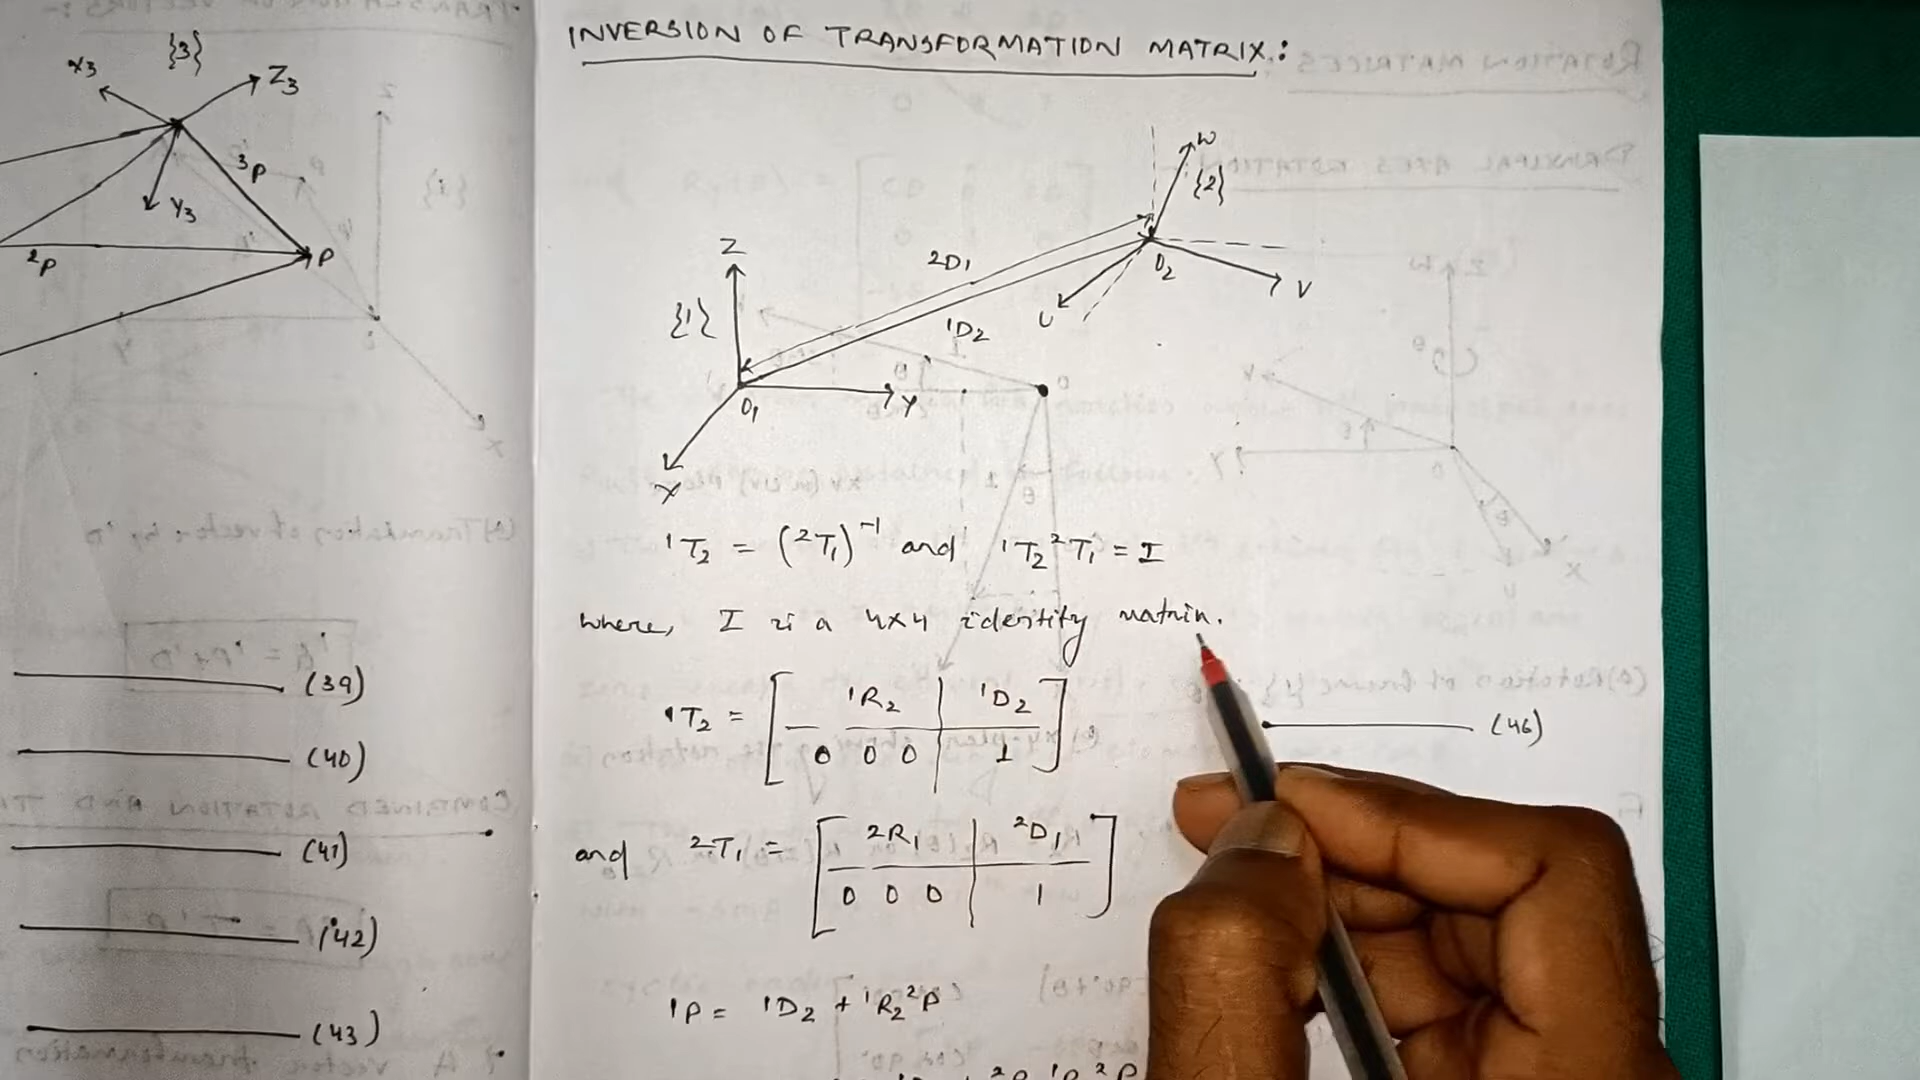 INVERSION OF TRANSFORMATION MATRIX:
X3 {3} Z3
Y3
³P
²P
P
Z
{1}
O1
Y
X
²D1
¹D2
W
{2}
O2
V
U
¹T2 = (²T1)⁻¹ and ¹T2 ²T1 = I
where, I is a 4x4 identity matrix.
¹T2 = [ ¹R2 | ¹D2 ]
0 0 0 | 1
(46)
and ²T1 = [ ²R1 | ²D1 ]
0 0 0 | 1
¹P = ¹D2 + ¹R2 ²P
(39)
(40)
(41)
(42)
(43)